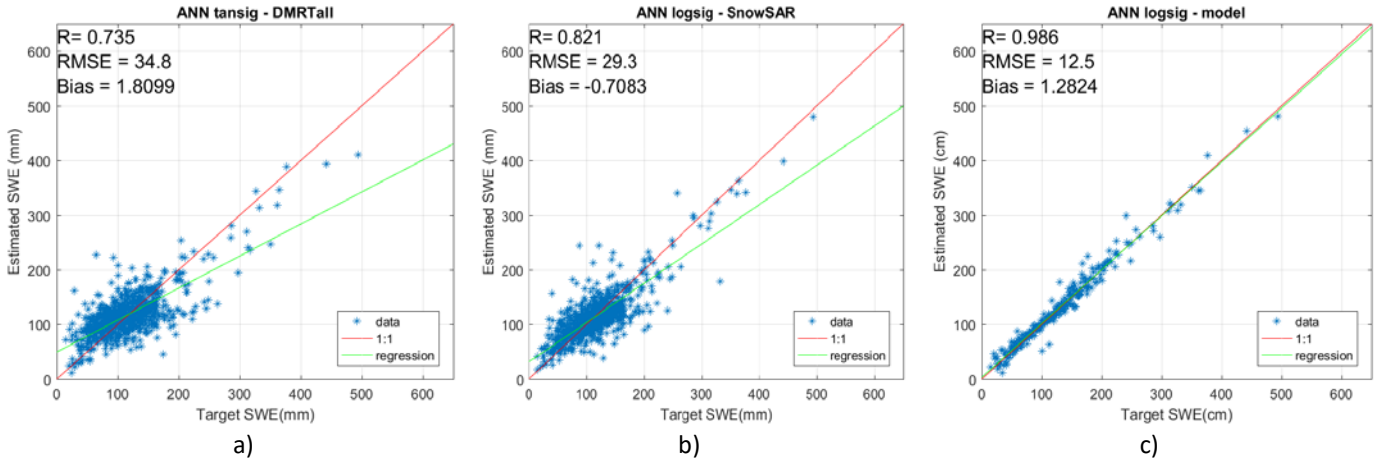 ANN tansig - DMRTall
R= 0.735
RMSE = 34.8
Bias = 1.8099
Estimated SWE (mm)
600
500
400
300
200
100
0
0 100 200 300 400 500 600
Target SWE(mm)
data
1:1
regression
a)
ANN logsig - SnowSAR
R= 0.821
RMSE = 29.3
Bias = -0.7083
Estimated SWE (mm)
600
500
400
300
200
100
0
0 100 200 300 400 500 600
Target SWE(mm)
data
1:1
regression
b)
ANN logsig - model
R= 0.986
RMSE = 12.5
Bias = 1.2824
Estimated SWE (cm)
600
500
400
300
200
100
0
0 100 200 300 400 500 600
Target SWE(cm)
data
1:1
regression
c)